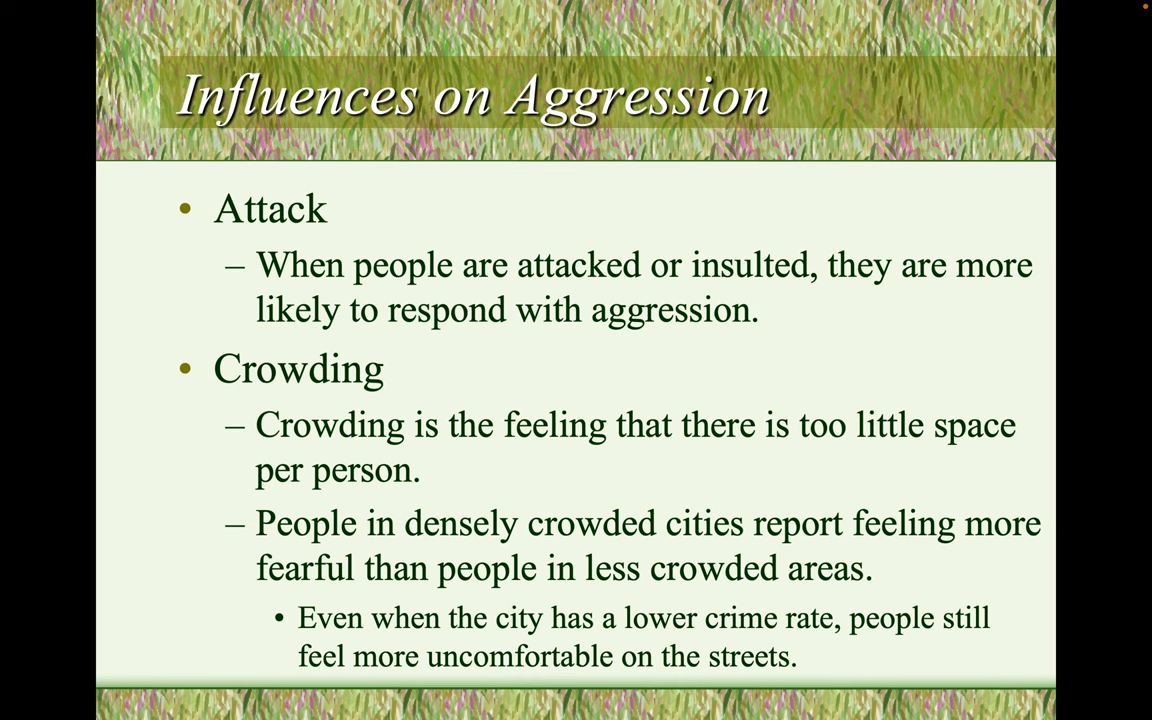 Influences on Aggression
• Attack
– When people are attacked or insulted, they are more
likely to respond with aggression.
• Crowding
– Crowding is the feeling that there is too little space
per person.
– People in densely crowded cities report feeling more
fearful than people in less crowded areas.
• Even when the city has a lower crime rate, people still
feel more uncomfortable on the streets.